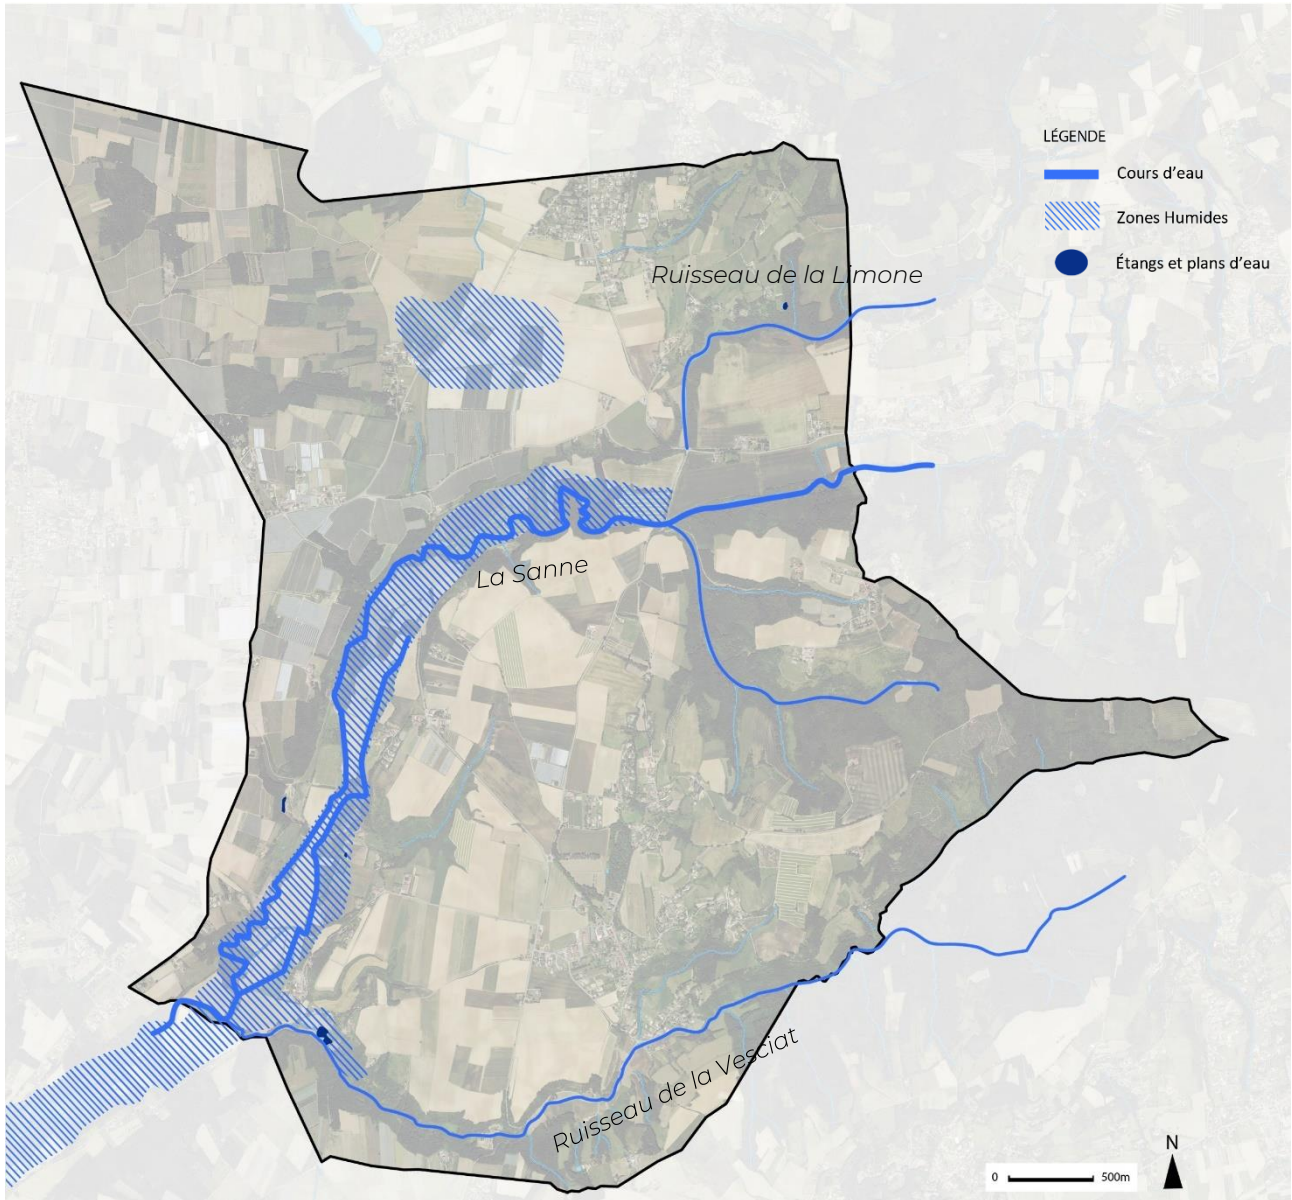 LÉGENDE
Cours d'eau
Zones Humides
Étangs et plans d'eau
Ruisseau de la Limone
La Sanne
Ruisseau de la Vesciat
N
0 500m